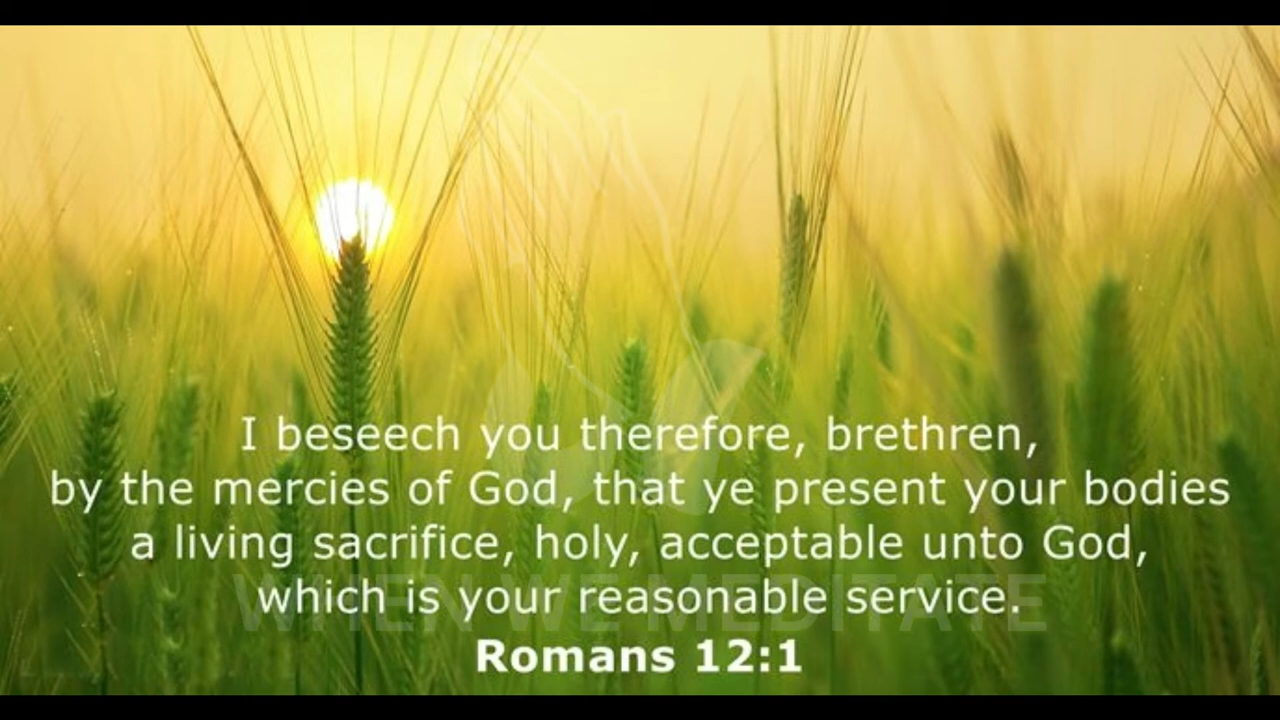 I beseech you therefore, brethren,
by the mercies of God, that ye present your bodies
a living sacrifice, holy, acceptable unto God,
which is your reasonable service.
WHEN WE MEDITATE
Romans 12:1